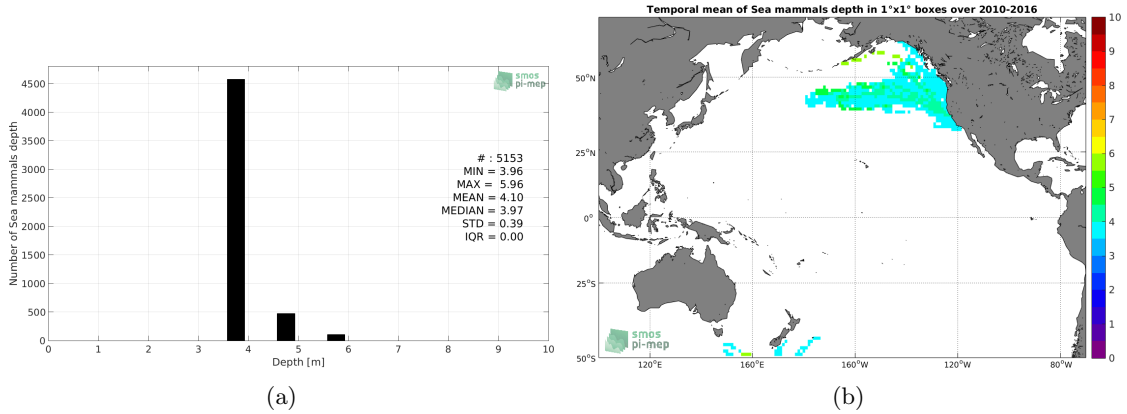 Temporal mean of Sea mammals depth in 1°x1° boxes over 2010-2016
Number of Sea mammals depth
4500
4000
3500
3000
2500
2000
1500
1000
500
0
smos
pi-mep
# : 5153
MIN = 3.96
MAX = 5.96
MEAN = 4.10
MEDIAN = 3.97
STD = 0.39
IQR = 0.00
0 1 2 3 4 5 6 7 8 9 10
Depth [m]
(a)
50°N
25°N
0°
25°S
50°S
smos
pi-mep
120°E 160°E 160°W 120°W 80°W
10
9
8
7
6
5
4
3
2
1
0
(b)